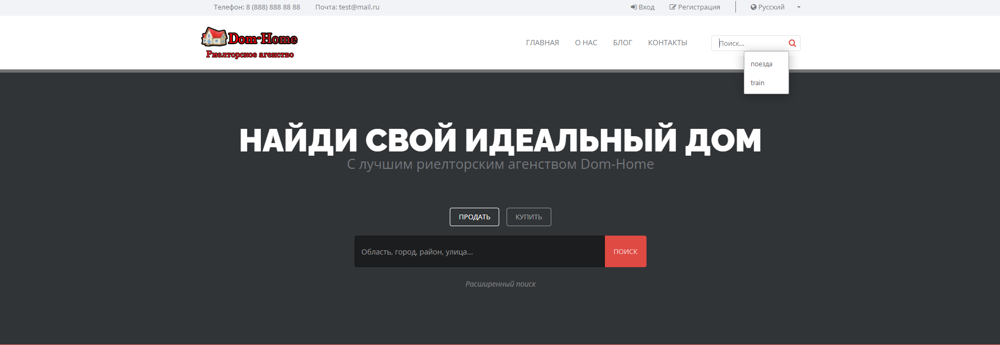 Телефон: 8 (888) 888 88 88 Почта: test@mail.ru Вход Регистрация Русский
Dom-Home
Риелторское агенство
ГЛАВНАЯ О НАС БЛОГ КОНТАКТЫ Поиск...
поезда
train
НАЙДИ СВОЙ ИДЕАЛЬНЫЙ ДОМ
С лучшим риелторским агенством Dom-Home
ПРОДАТЬ КУПИТЬ
Область, город, район, улица... ПОИСК
Расширенный поиск